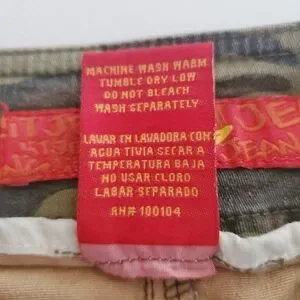 MACHINE WASH WARM
TUMBLE DRY LOW
DO NOT BLEACH
WASH SEPARATELY
LAVAR EN LAVADORA CON
AGUA TIVIA SECAR A
TEMPERATURA BAJA
NO USAR CLORO
LABAR SEPARADO
RN# 100104